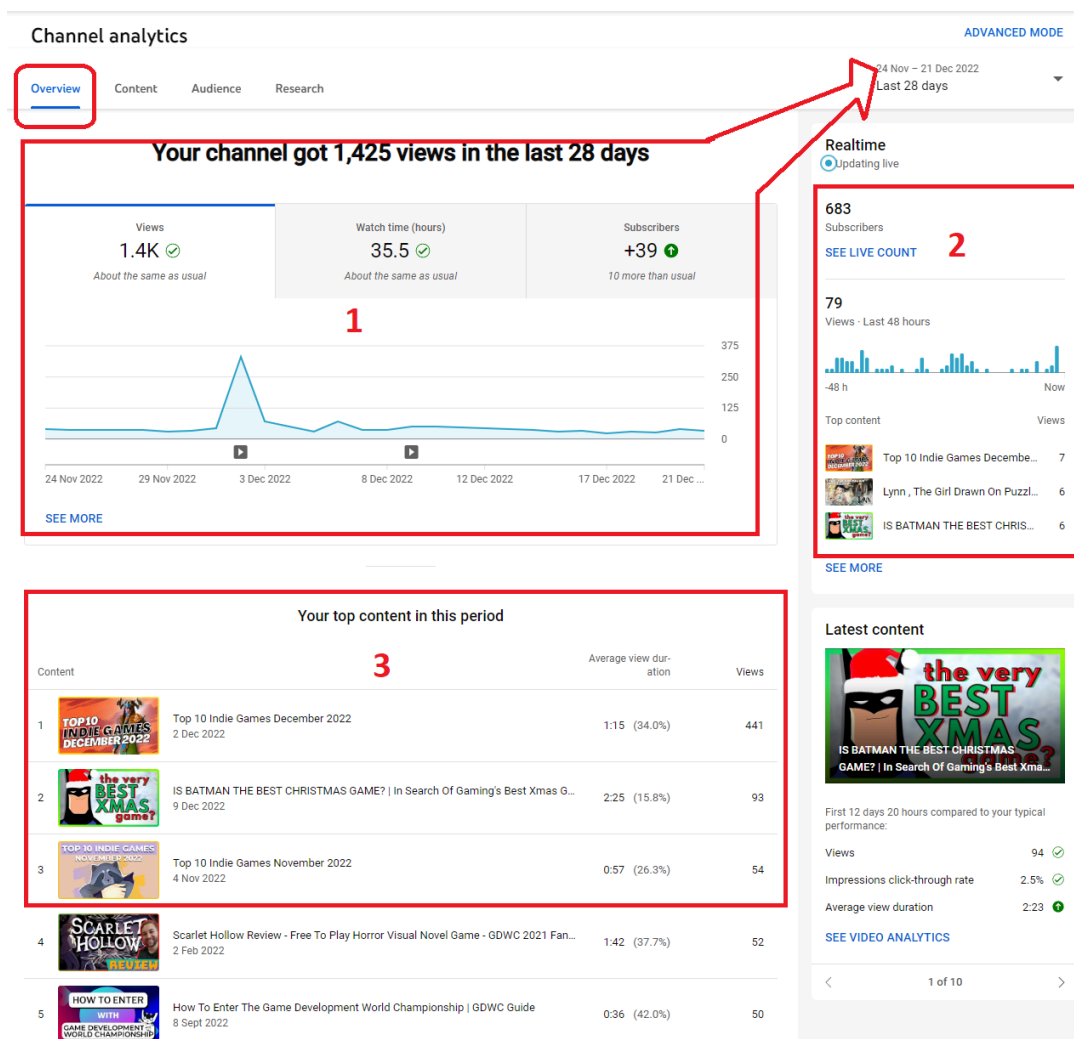 Channel analytics
ADVANCED MODE
Overview
Content
Audience
Research
24 Nov – 21 Dec 2022
Last 28 days
Your channel got 1,425 views in the last 28 days
Views
1.4K
About the same as usual
Watch time (hours)
35.5
About the same as usual
Subscribers
+39
10 more than usual
1
375
250
125
0
24 Nov 2022
29 Nov 2022
3 Dec 2022
8 Dec 2022
12 Dec 2022
17 Dec 2022
21 Dec ...
SEE MORE
Realtime
Updating live
683
Subscribers
2
SEE LIVE COUNT
79
Views · Last 48 hours
-48 h
Now
Top content
Views
TOP10
INDIE GAMES
DECEMBER 2022
Top 10 Indie Games Decembe...
7
Lynn , The Girl Drawn On Puzzl...
6
the very
BEST
XMAS
game?
IS BATMAN THE BEST CHRIS...
6
SEE MORE
Your top content in this period
3
Content
Average view dur-
ation
Views
1
TOP10
INDIE GAMES
DECEMBER 2022
Top 10 Indie Games December 2022
2 Dec 2022
1:15 (34.0%)
441
2
the very
BEST
XMAS
game?
IS BATMAN THE BEST CHRISTMAS GAME? | In Search Of Gaming's Best Xmas G...
9 Dec 2022
2:25 (15.8%)
93
3
TOP 10 INDIE GAMES
NOVEMBER 2022
Top 10 Indie Games November 2022
4 Nov 2022
0:57 (26.3%)
54
4
SCARLET
HOLLOW
REVIEW
Scarlet Hollow Review - Free To Play Horror Visual Novel Game - GDWC 2021 Fan...
2 Feb 2022
1:42 (37.7%)
52
5
HOW TO ENTER
WITH
GAME DEVELOPMENT
WORLD CHAMPIONSHIP
How To Enter The Game Development World Championship | GDWC Guide
8 Sept 2022
0:36 (42.0%)
50
Latest content
the very
BEST
XMAS
game?
IS BATMAN THE BEST CHRISTMAS
GAME? | In Search Of Gaming's Best Xma...
First 12 days 20 hours compared to your typical
performance:
Views
94
Impressions click-through rate
2.5%
Average view duration
2:23
SEE VIDEO ANALYTICS
1 of 10